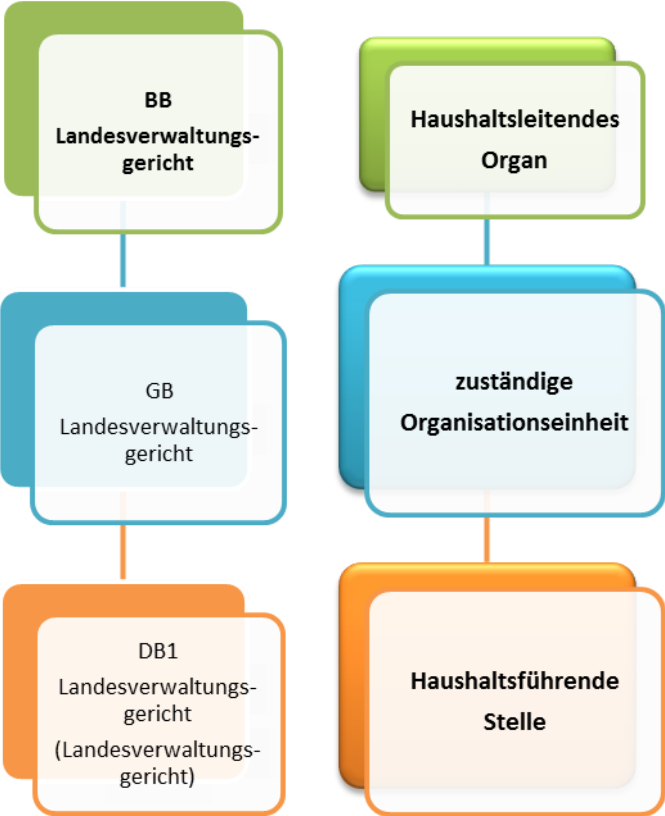 BB
Landesverwaltungs-
gericht
Haushaltsleitendes
Organ
GB
Landesverwaltungs-
gericht
zuständige
Organisationseinheit
DB1
Landesverwaltungs-
gericht
(Landesverwaltungs-
gericht)
Haushaltsführende
Stelle